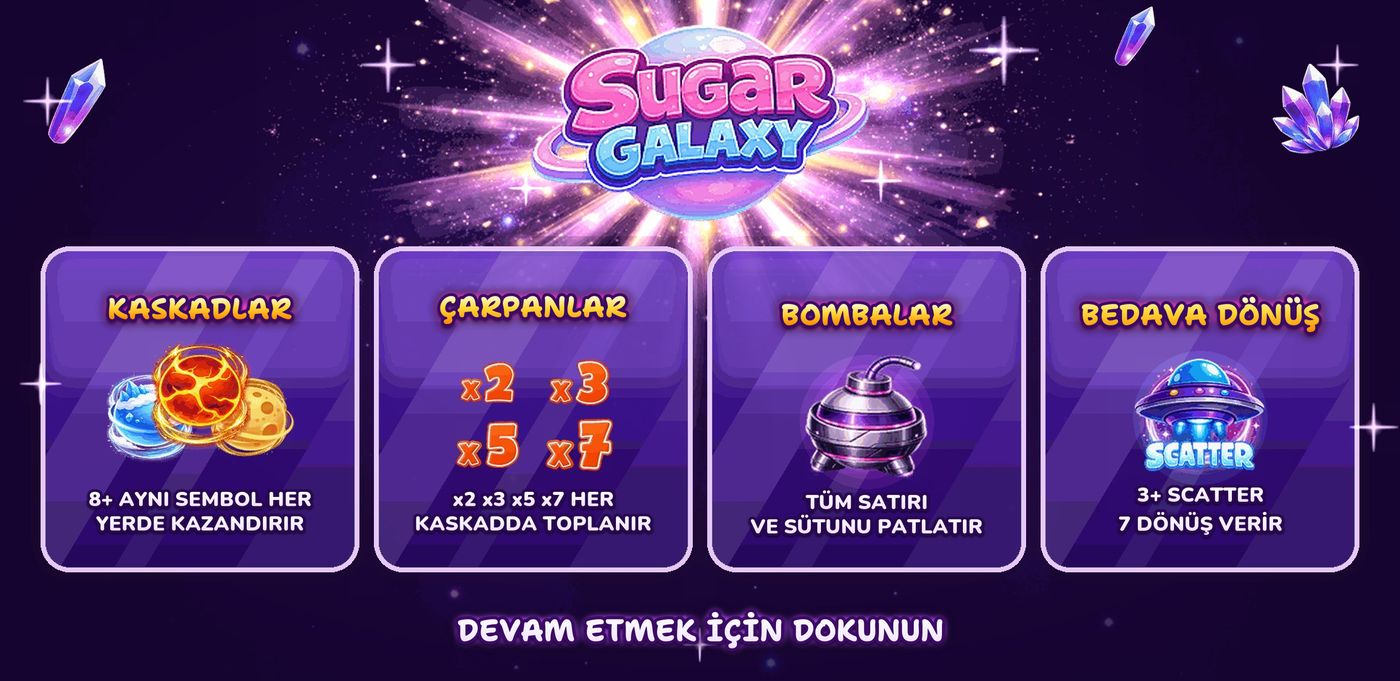 SUGAR
GALAXY
KASKADLAR
8+ AYNI SEMBOL HER
YERDE KAZANDIRIR
ÇARPANLAR
x2 x3
x5 x7
x2 x3 x5 x7 HER
KASKADDA TOPLANIR
BOMBALAR
TÜM SATIRI
VE SÜTUNU PATLATIR
BEDAVA DÖNÜŞ
SCATTER
3+ SCATTER
7 DÖNÜŞ VERİR
DEVAM ETMEK İÇİN DOKUNUN